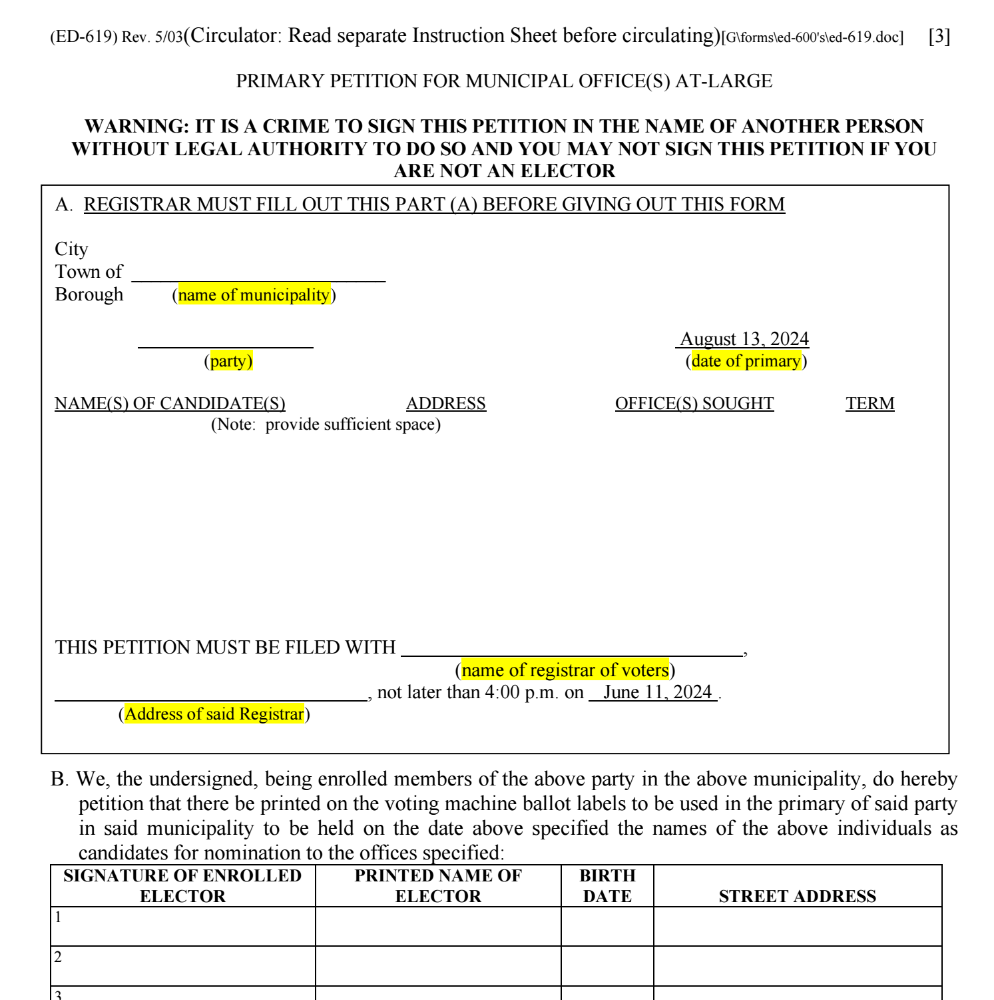 (ED-619) Rev. 5/03(Circulator: Read separate Instruction Sheet before circulating)[G\forms\ed-600's\ed-619.doc] [3]
PRIMARY PETITION FOR MUNICIPAL OFFICE(S) AT-LARGE
WARNING: IT IS A CRIME TO SIGN THIS PETITION IN THE NAME OF ANOTHER PERSON
WITHOUT LEGAL AUTHORITY TO DO SO AND YOU MAY NOT SIGN THIS PETITION IF YOU
ARE NOT AN ELECTOR
A. REGISTRAR MUST FILL OUT THIS PART (A) BEFORE GIVING OUT THIS FORM
City
Town of __________________________
Borough (name of municipality)
__________________ August 13, 2024
(party) (date of primary)
NAME(S) OF CANDIDATE(S) ADDRESS OFFICE(S) SOUGHT TERM
(Note: provide sufficient space)
THIS PETITION MUST BE FILED WITH ___________________________________,
(name of registrar of voters)
________________________________, not later than 4:00 p.m. on June 11, 2024 .
(Address of said Registrar)
B. We, the undersigned, being enrolled members of the above party in the above municipality, do hereby
petition that there be printed on the voting machine ballot labels to be used in the primary of said party
in said municipality to be held on the date above specified the names of the above individuals as
candidates for nomination to the offices specified:
SIGNATURE OF ENROLLED ELECTOR PRINTED NAME OF ELECTOR BIRTH DATE STREET ADDRESS
1
2
3